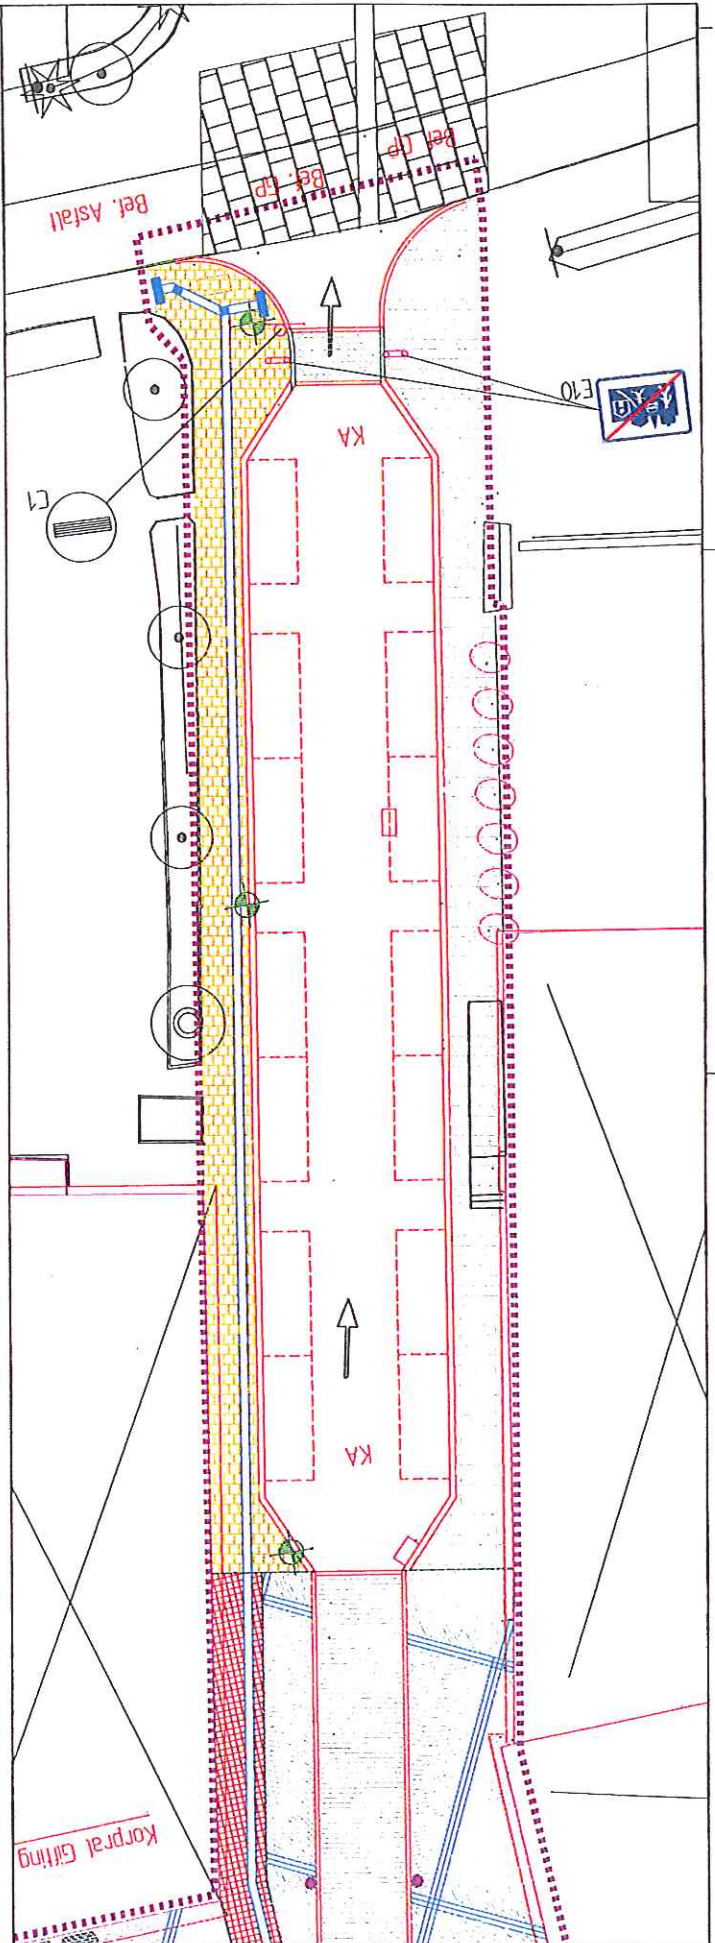 Korpral Gifting
KA
KA
E10
C1
Bef. GP
Bef. GP
Bef. Asfalt